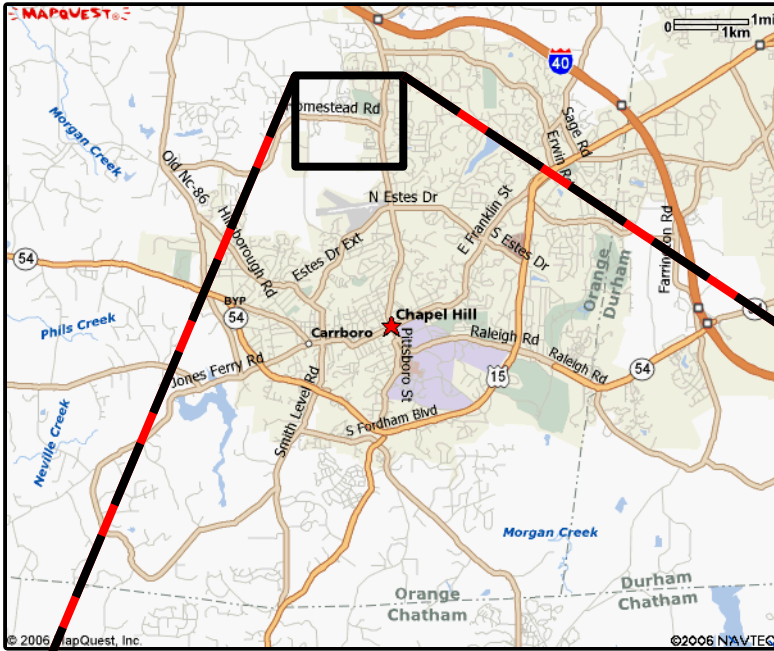 MAPQUEST®
0 1mi
1km
40
Homestead Rd
Morgan Creek
Sage Rd
Erwin R
Old Nc-86
N Estes Dr
E Franklin St
Hillsborough Rd
Estes Dr Ext
S Estes Dr
Farrington Rd
Orange
Durham
54
BYP
54
Phils Creek
Chapel Hill
Carrboro
Raleigh Rd
Pittsboro St
Raleigh Rd
54
Jones Ferry Rd
15
Smith Level Rd
S Fordham Blvd
Neville Creek
Morgan Creek
Orange
Chatham
Durham
Chatham
© 2006 MapQuest, Inc.
©2006 NAVTEQ